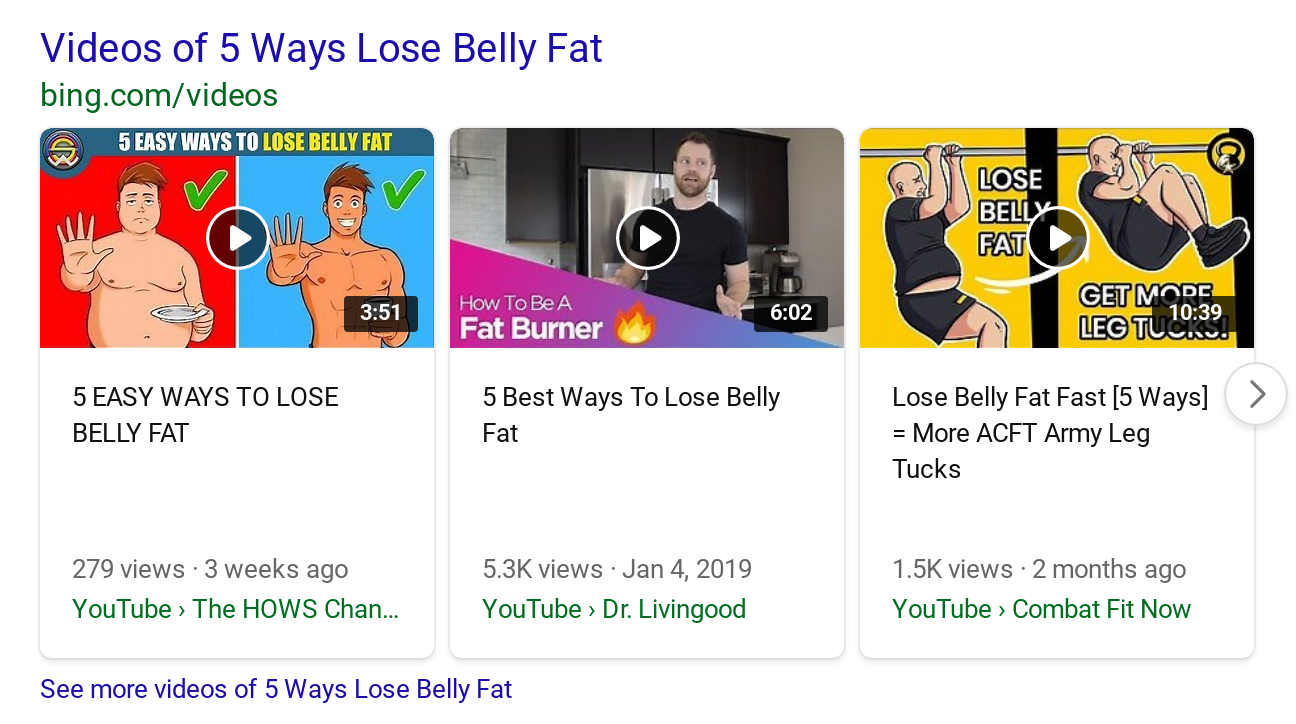 Videos of 5 Ways Lose Belly Fat
bing.com/videos
5 EASY WAYS TO LOSE BELLY FAT
3:51
How To Be A
Fat Burner
6:02
LOSE
BELLY
FAT
GET MORE
LEG TUCKS!
10:39
5 EASY WAYS TO LOSE
BELLY FAT
279 views · 3 weeks ago
YouTube › The HOWS Chan...
5 Best Ways To Lose Belly
Fat
5.3K views · Jan 4, 2019
YouTube › Dr. Livingood
Lose Belly Fat Fast [5 Ways]
= More ACFT Army Leg
Tucks
1.5K views · 2 months ago
YouTube › Combat Fit Now
See more videos of 5 Ways Lose Belly Fat